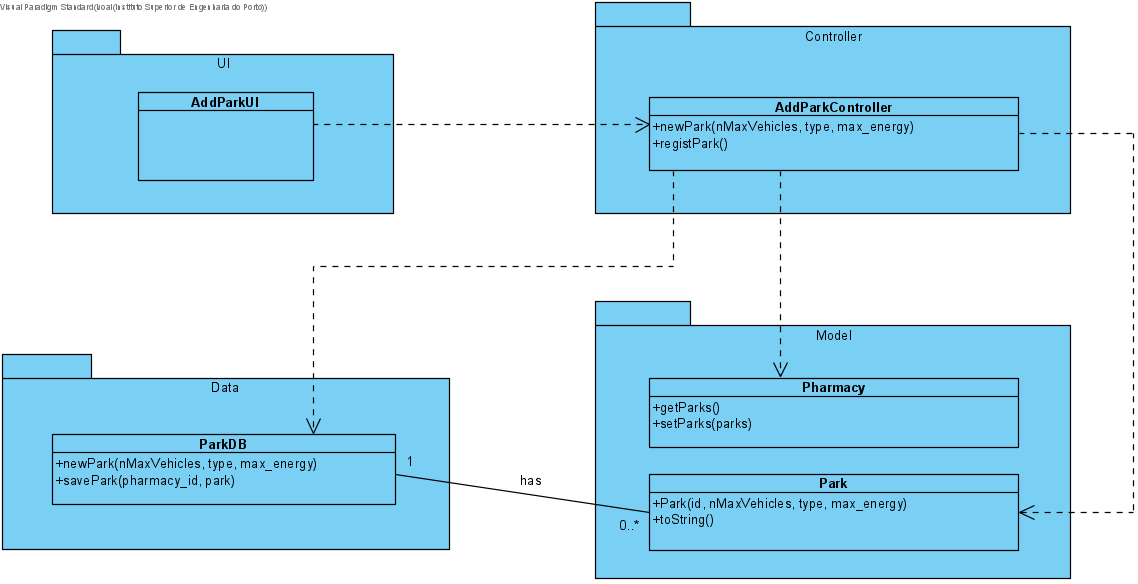 Visual Paradigm Standard(Isoal(Instituto Superior de Engenharia do Porto))
Controller
UI
AddParkUI
AddParkController
+newPark(nMaxVehicles, type, max_energy)
+registPark()
Model
Data
Pharmacy
+getParks()
+setParks(parks)
ParkDB
+newPark(nMaxVehicles, type, max_energy)
+savePark(pharmacy_id, park)
1
has
0..*
Park
+Park(id, nMaxVehicles, type, max_energy)
+toString()